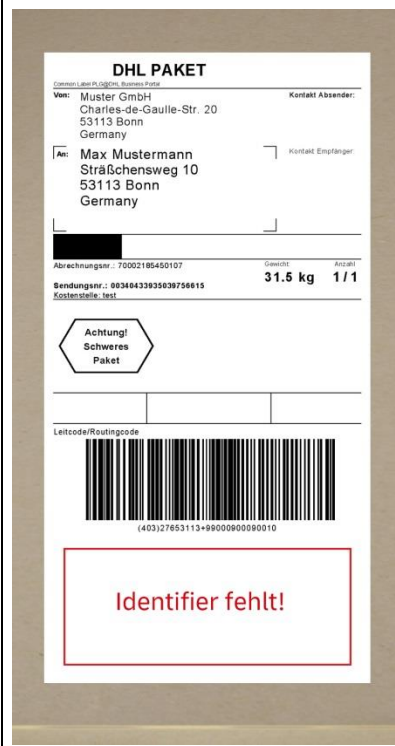 DHL PAKET
Common Label PLG@DHL Business Portal
Von: Muster GmbH Kontakt Absender:
Charles-de-Gaulle-Str. 20
53113 Bonn
Germany
An: Max Mustermann Kontakt Empfänger
Sträßchensweg 10
53113 Bonn
Germany
Abrechnungsnr.: 70002185450107 Gewicht: Anzahl
31.5 kg 1/1
Sendungsnr.: 00340433935039756615
Kostenstelle: test
Achtung!
Schweres
Paket
Leitcode/Routingcode
(403)27653113+99000900090010
Identifier fehlt!